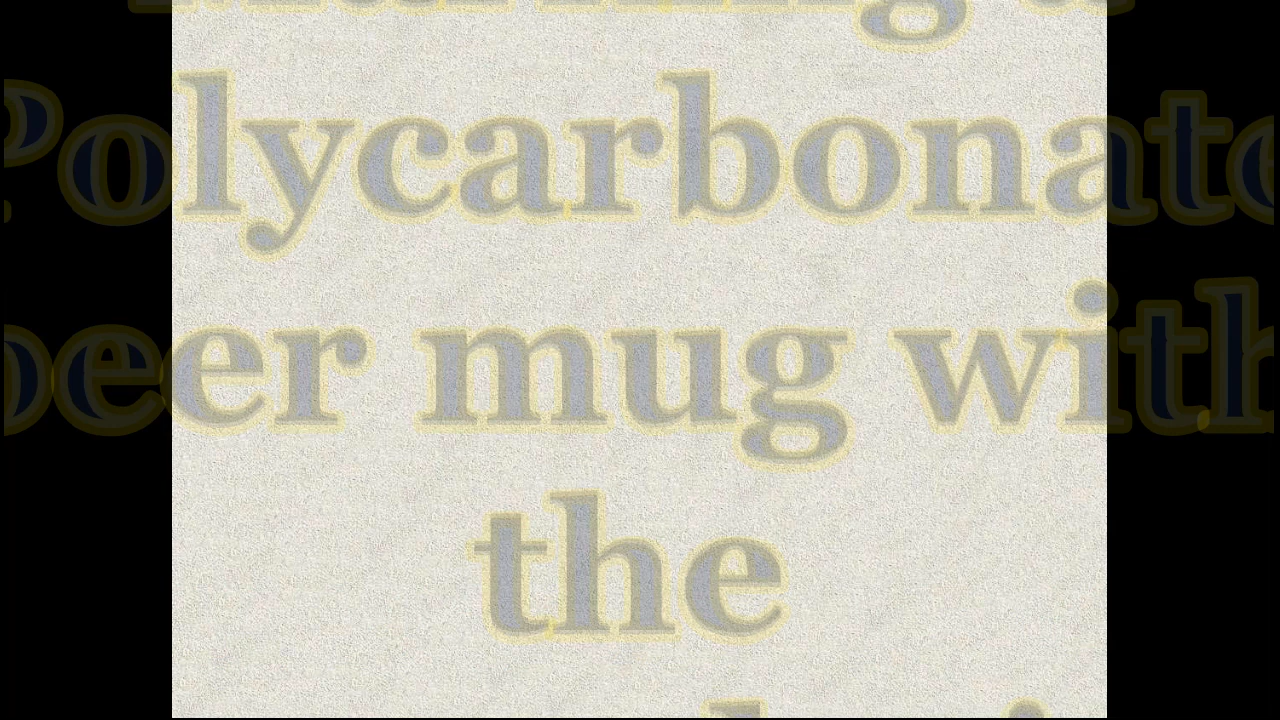 Polycarbonate
beer mug with
the